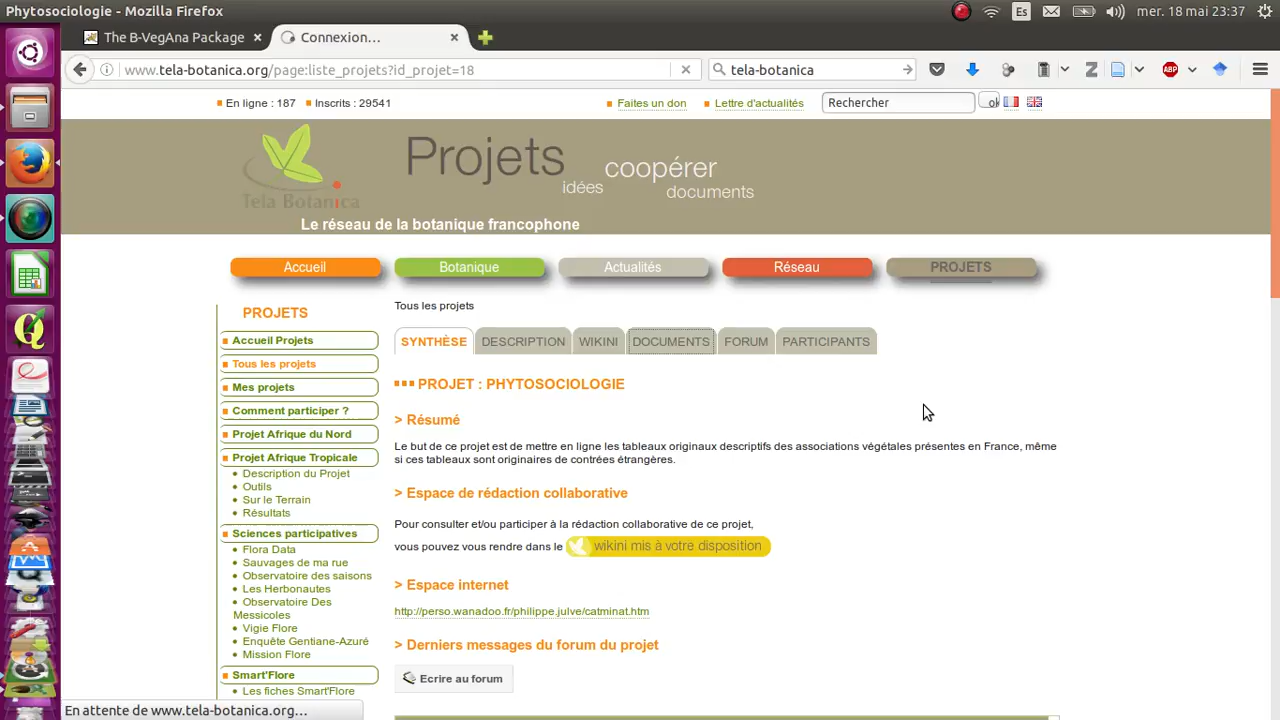 Phytosociologie - Mozilla Firefox
Es
mer. 18 mai 23:37
The B-VegAna Package
Connexion…
www.tela-botanica.org/page:liste_projets?id_projet=18
tela-botanica
ABP
En ligne : 187
Inscrits : 29541
Faites un don
Lettre d'actualités
Rechercher
ok
Projets
coopérer
idées
documents
Tela Botanica
Le réseau de la botanique francophone
Accueil
Botanique
Actualités
Réseau
PROJETS
PROJETS
Accueil Projets
Tous les projets
Mes projets
Comment participer ?
Projet Afrique du Nord
Projet Afrique Tropicale
Description du Projet
Outils
Sur le Terrain
Résultats
Sciences participatives
Flora Data
Sauvages de ma rue
Observatoire des saisons
Les Herbonautes
Observatoire Des
Messicoles
Vigie Flore
Enquête Gentiane-Azuré
Mission Flore
Smart'Flore
Les fiches Smart'Flore
Tous les projets
SYNTHÈSE
DESCRIPTION
WIKINI
DOCUMENTS
FORUM
PARTICIPANTS
PROJET : PHYTOSOCIOLOGIE
> Résumé
Le but de ce projet est de mettre en ligne les tableaux originaux descriptifs des associations végétales présentes en France, même
si ces tableaux sont originaires de contrées étrangères.
> Espace de rédaction collaborative
Pour consulter et/ou participer à la rédaction collaborative de ce projet,
vous pouvez vous rendre dans le wikini mis à votre disposition
> Espace internet
http://perso.wanadoo.fr/philippe.julve/catminat.htm
> Derniers messages du forum du projet
Ecrire au forum
En attente de www.tela-botanica.org…